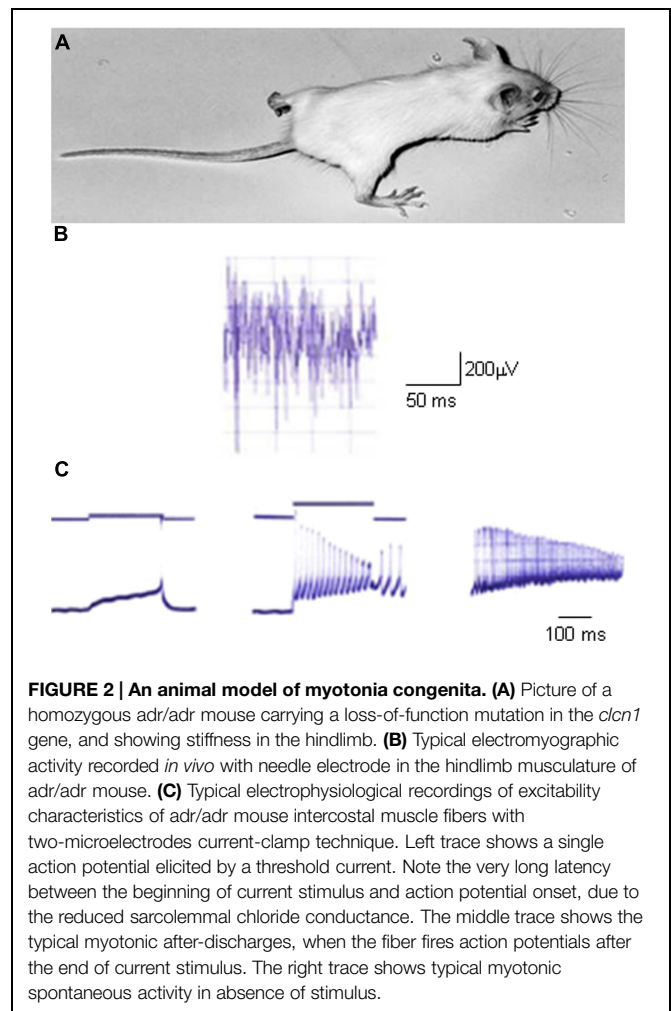 A
B
200µV
50 ms
C
100 ms
FIGURE 2 | An animal model of myotonia congenita. (A) Picture of a
homozygous adr/adr mouse carrying a loss-of-function mutation in the clcn1
gene, and showing stiffness in the hindlimb. (B) Typical electromyographic
activity recorded in vivo with needle electrode in the hindlimb musculature of
adr/adr mouse. (C) Typical electrophysiological recordings of excitability
characteristics of adr/adr mouse intercostal muscle fibers with
two-microelectrodes current-clamp technique. Left trace shows a single
action potential elicited by a threshold current. Note the very long latency
between the beginning of current stimulus and action potential onset, due to
the reduced sarcolemmal chloride conductance. The middle trace shows the
typical myotonic after-discharges, when the fiber fires action potentials after
the end of current stimulus. The right trace shows typical myotonic
spontaneous activity in absence of stimulus.